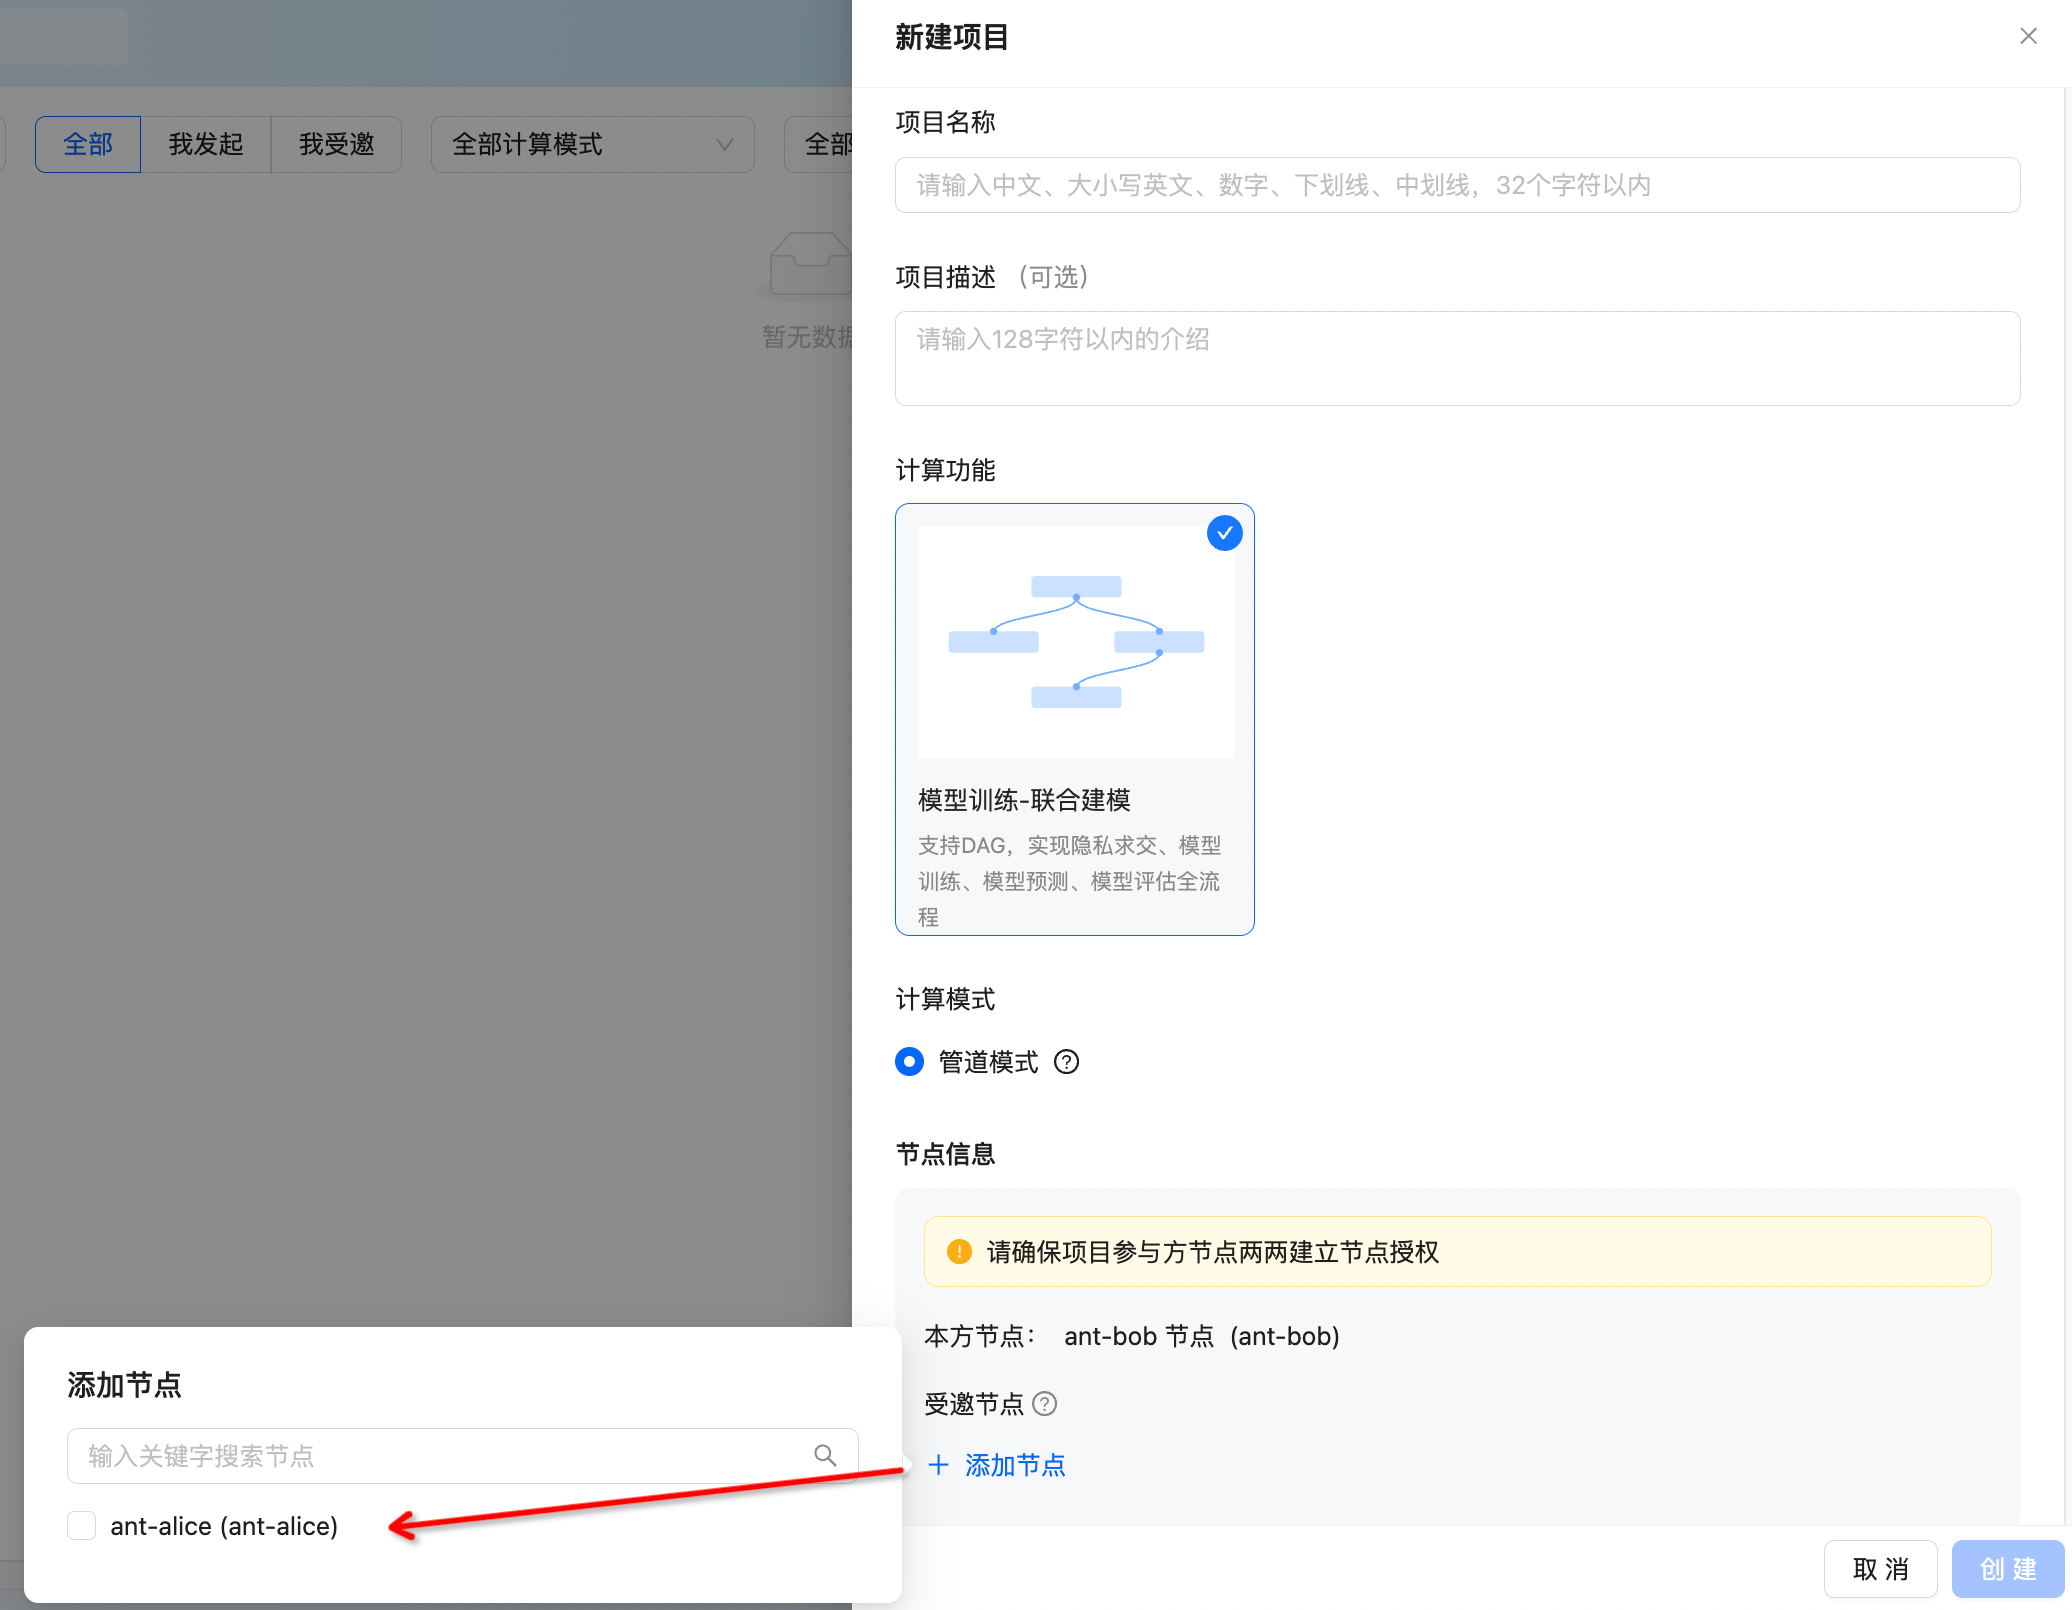 新建项目
全部
我发起
我受邀
全部计算模式
全部
暂无数据
项目名称
请输入中文、大小写英文、数字、下划线、中划线，32个字符以内
项目描述 （可选）
请输入128字符以内的介绍
计算功能
模型训练-联合建模
支持DAG，实现隐私求交、模型
训练、模型预测、模型评估全流
程
计算模式
管道模式
节点信息
请确保项目参与方节点两两建立节点授权
本方节点： ant-bob 节点 (ant-bob)
受邀节点
添加节点
添加节点
输入关键字搜索节点
ant-alice (ant-alice)
取 消
创 建